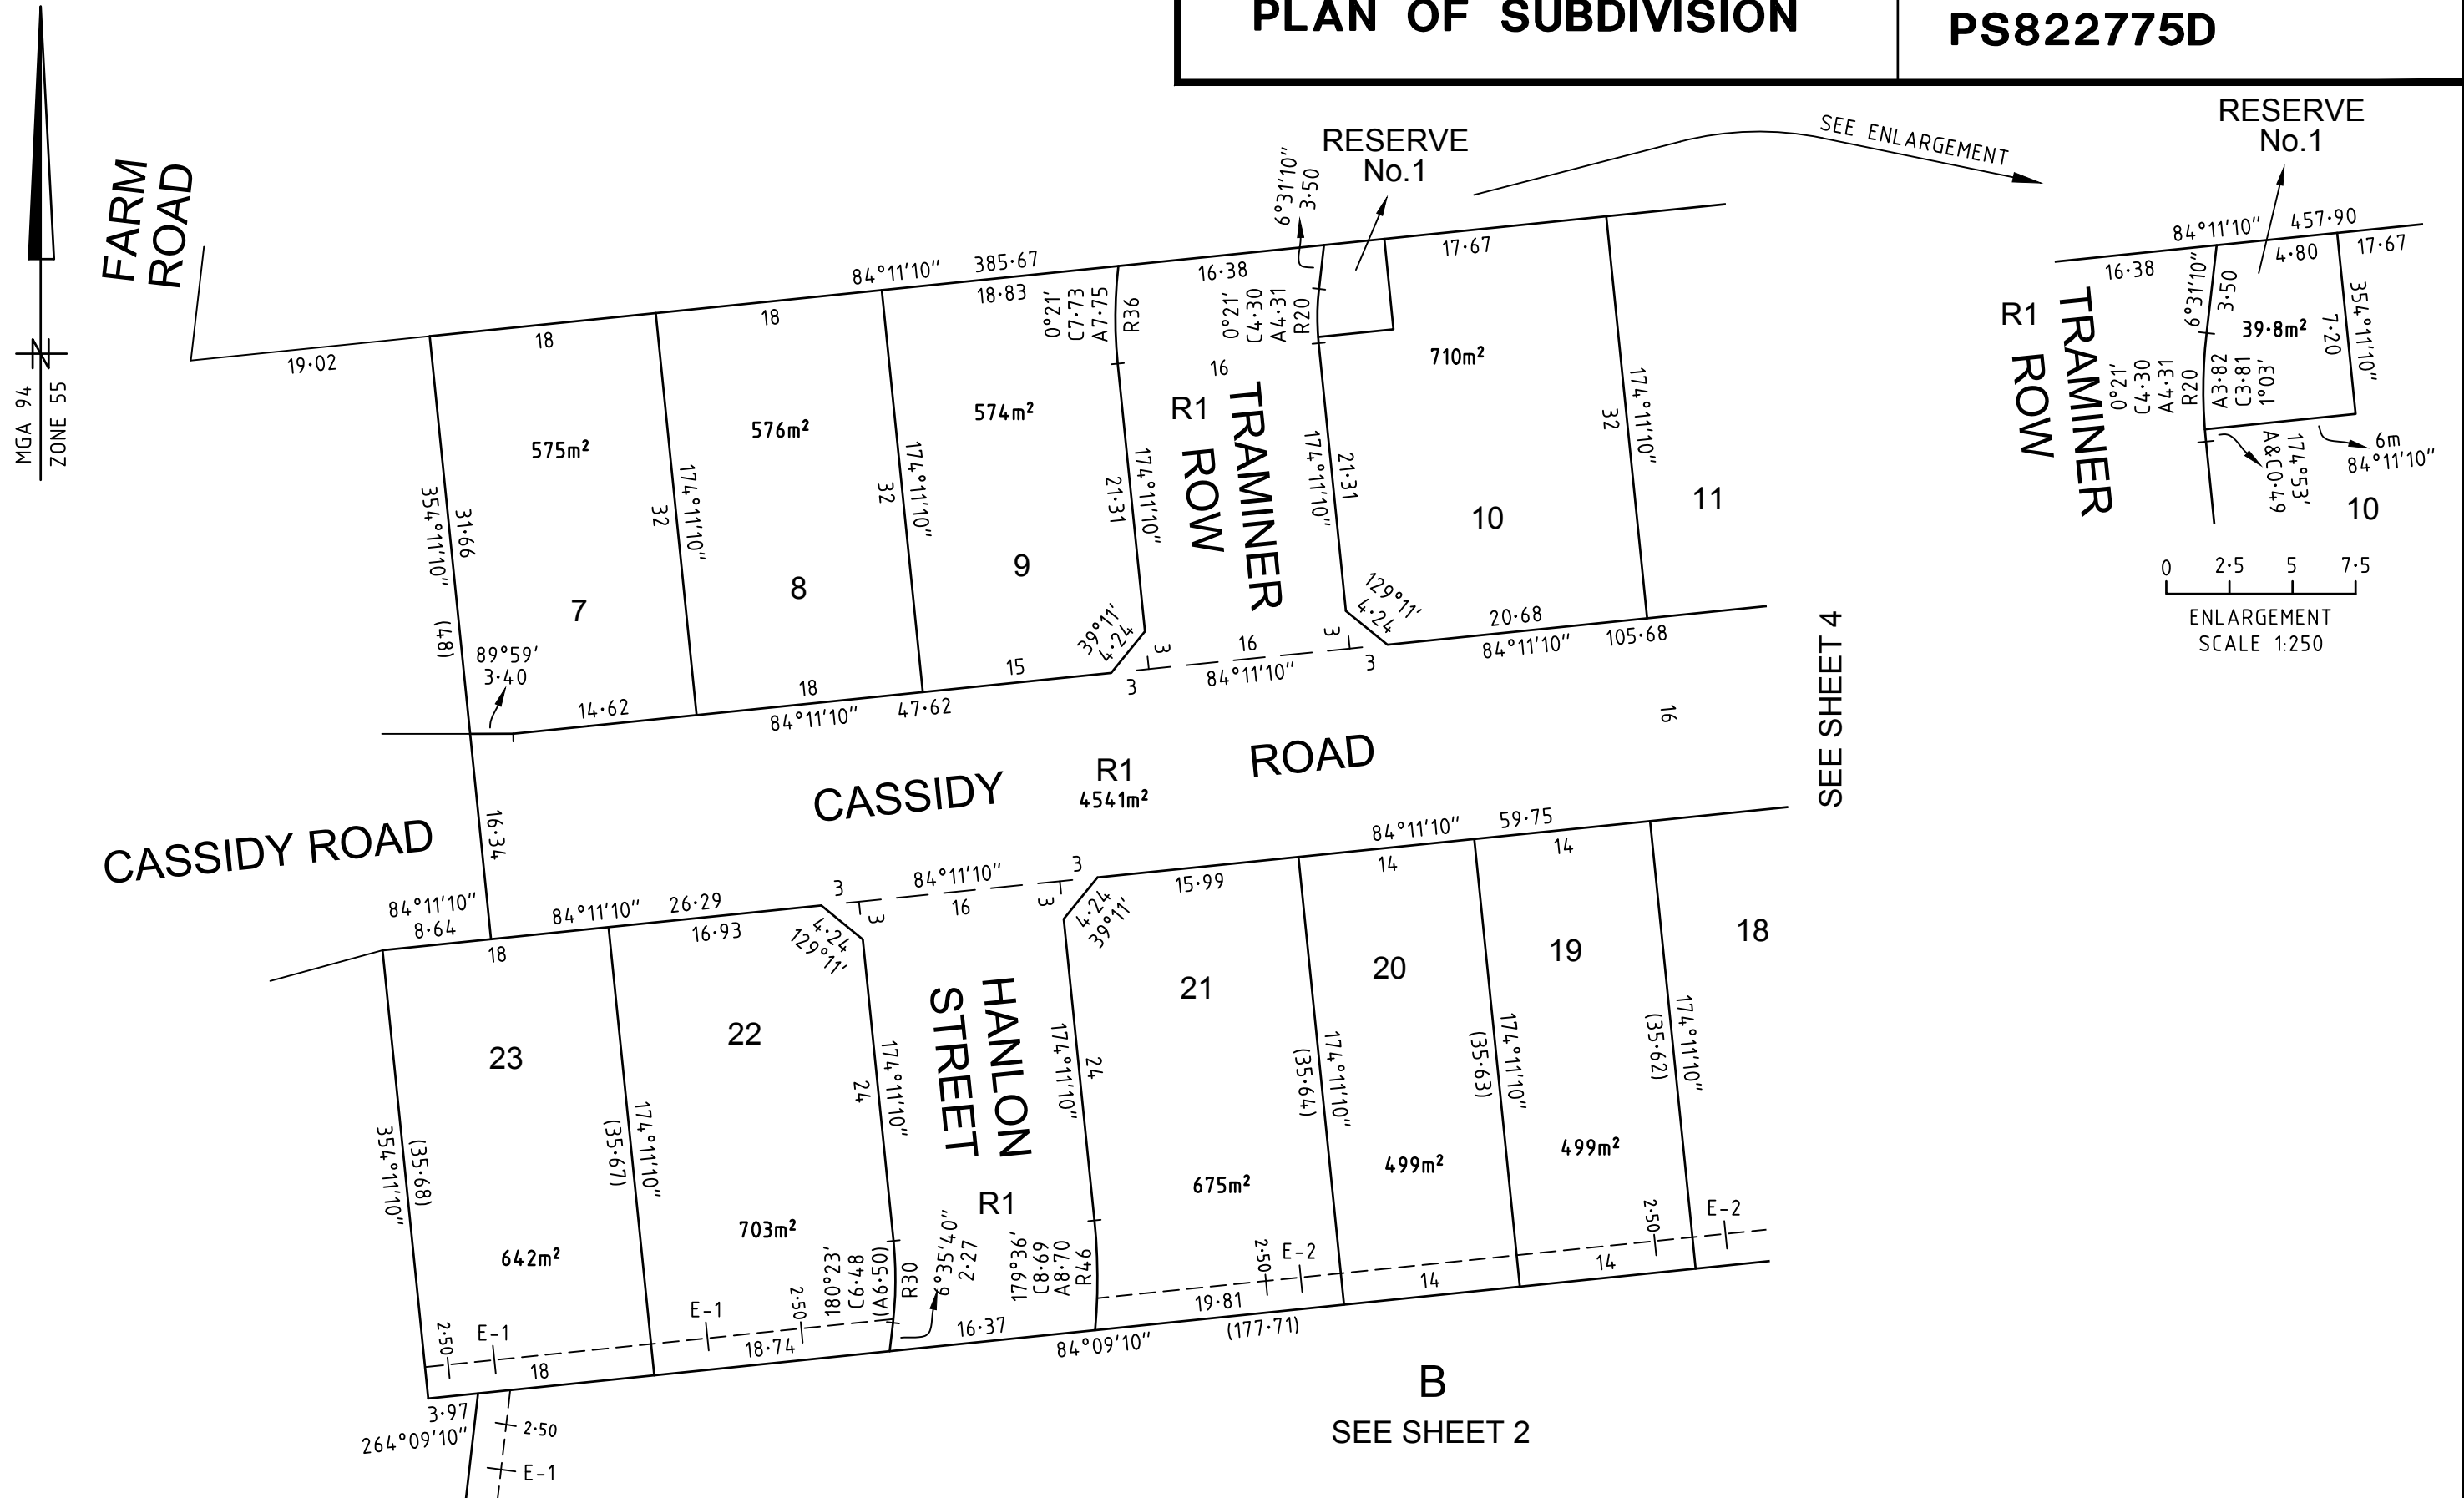 PLAN OF SUBDIVISION
PS822775D
MGA 94
ZONE 55
N
FARM
ROAD
19·02
84°11'10" 385·67
18
18
18·83
16·38
17·67
6°31'10"
3·50
RESERVE
No.1
SEE ENLARGEMENT
575m²
354°11'10"
31·66
(48)
7
89°59'
3·40
14·62
576m²
174°11'10"
32
8
18
84°11'10" 47·62
574m²
174°11'10"
32
9
15
0°21'
C7·73
A7·75
R36
174°11'10"
21·31
39°11'
4·24
3
3
16
84°11'10"
3
3
16
R1
TRAMINER
ROW
0°21'
C4·30
A4·31
R20
174°11'10"
21·31
129°11'
4·24
710m²
10
20·68
84°11'10" 105·68
174°11'10"
32
11
16
SEE SHEET 4
CASSIDY ROAD
R1
4541m²
CASSIDY ROAD
16·34
84°11'10"
8·64
84°11'10" 26·29
18
16·93
3
3
84°11'10"
16
3
3
4·24
129°11'
4·24
39°11'
15·99
84°11'10" 59·75
14
14
23
354°11'10"
(35·68)
642m²
2·50
E-1
18
22
174°11'10"
(35·67)
703m²
E-1
2·50
18·74
174°11'10"
24
180°23'
C6·48
(A6·50)
R30
6°35'40"
2·27
HANLON
STREET
R1
16·37
174°11'10"
24
179°36'
C8·69
A8·70
R46
21
675m²
2·50
E-2
19·81
84°09'10" (177·71)
174°11'10"
(35·64)
20
499m²
14
174°11'10"
(35·63)
19
499m²
14
174°11'10"
(35·62)
2·50
E-2
18
3·97
264°09'10"
2·50
E-1
B
SEE SHEET 2
RESERVE
No.1
84°11'10" 457·90
16·38
4·80
17·67
R1
TRAMINER
ROW
6°31'10"
3·50
39·8m²
354°11'10"
7·20
0°21'
C4·30
A4·31
R20
A3·82
C3·81
1°03'
174°53'
A&C0·49
6m
84°11'10"
10
0 2·5 5 7·5
ENLARGEMENT
SCALE 1:250